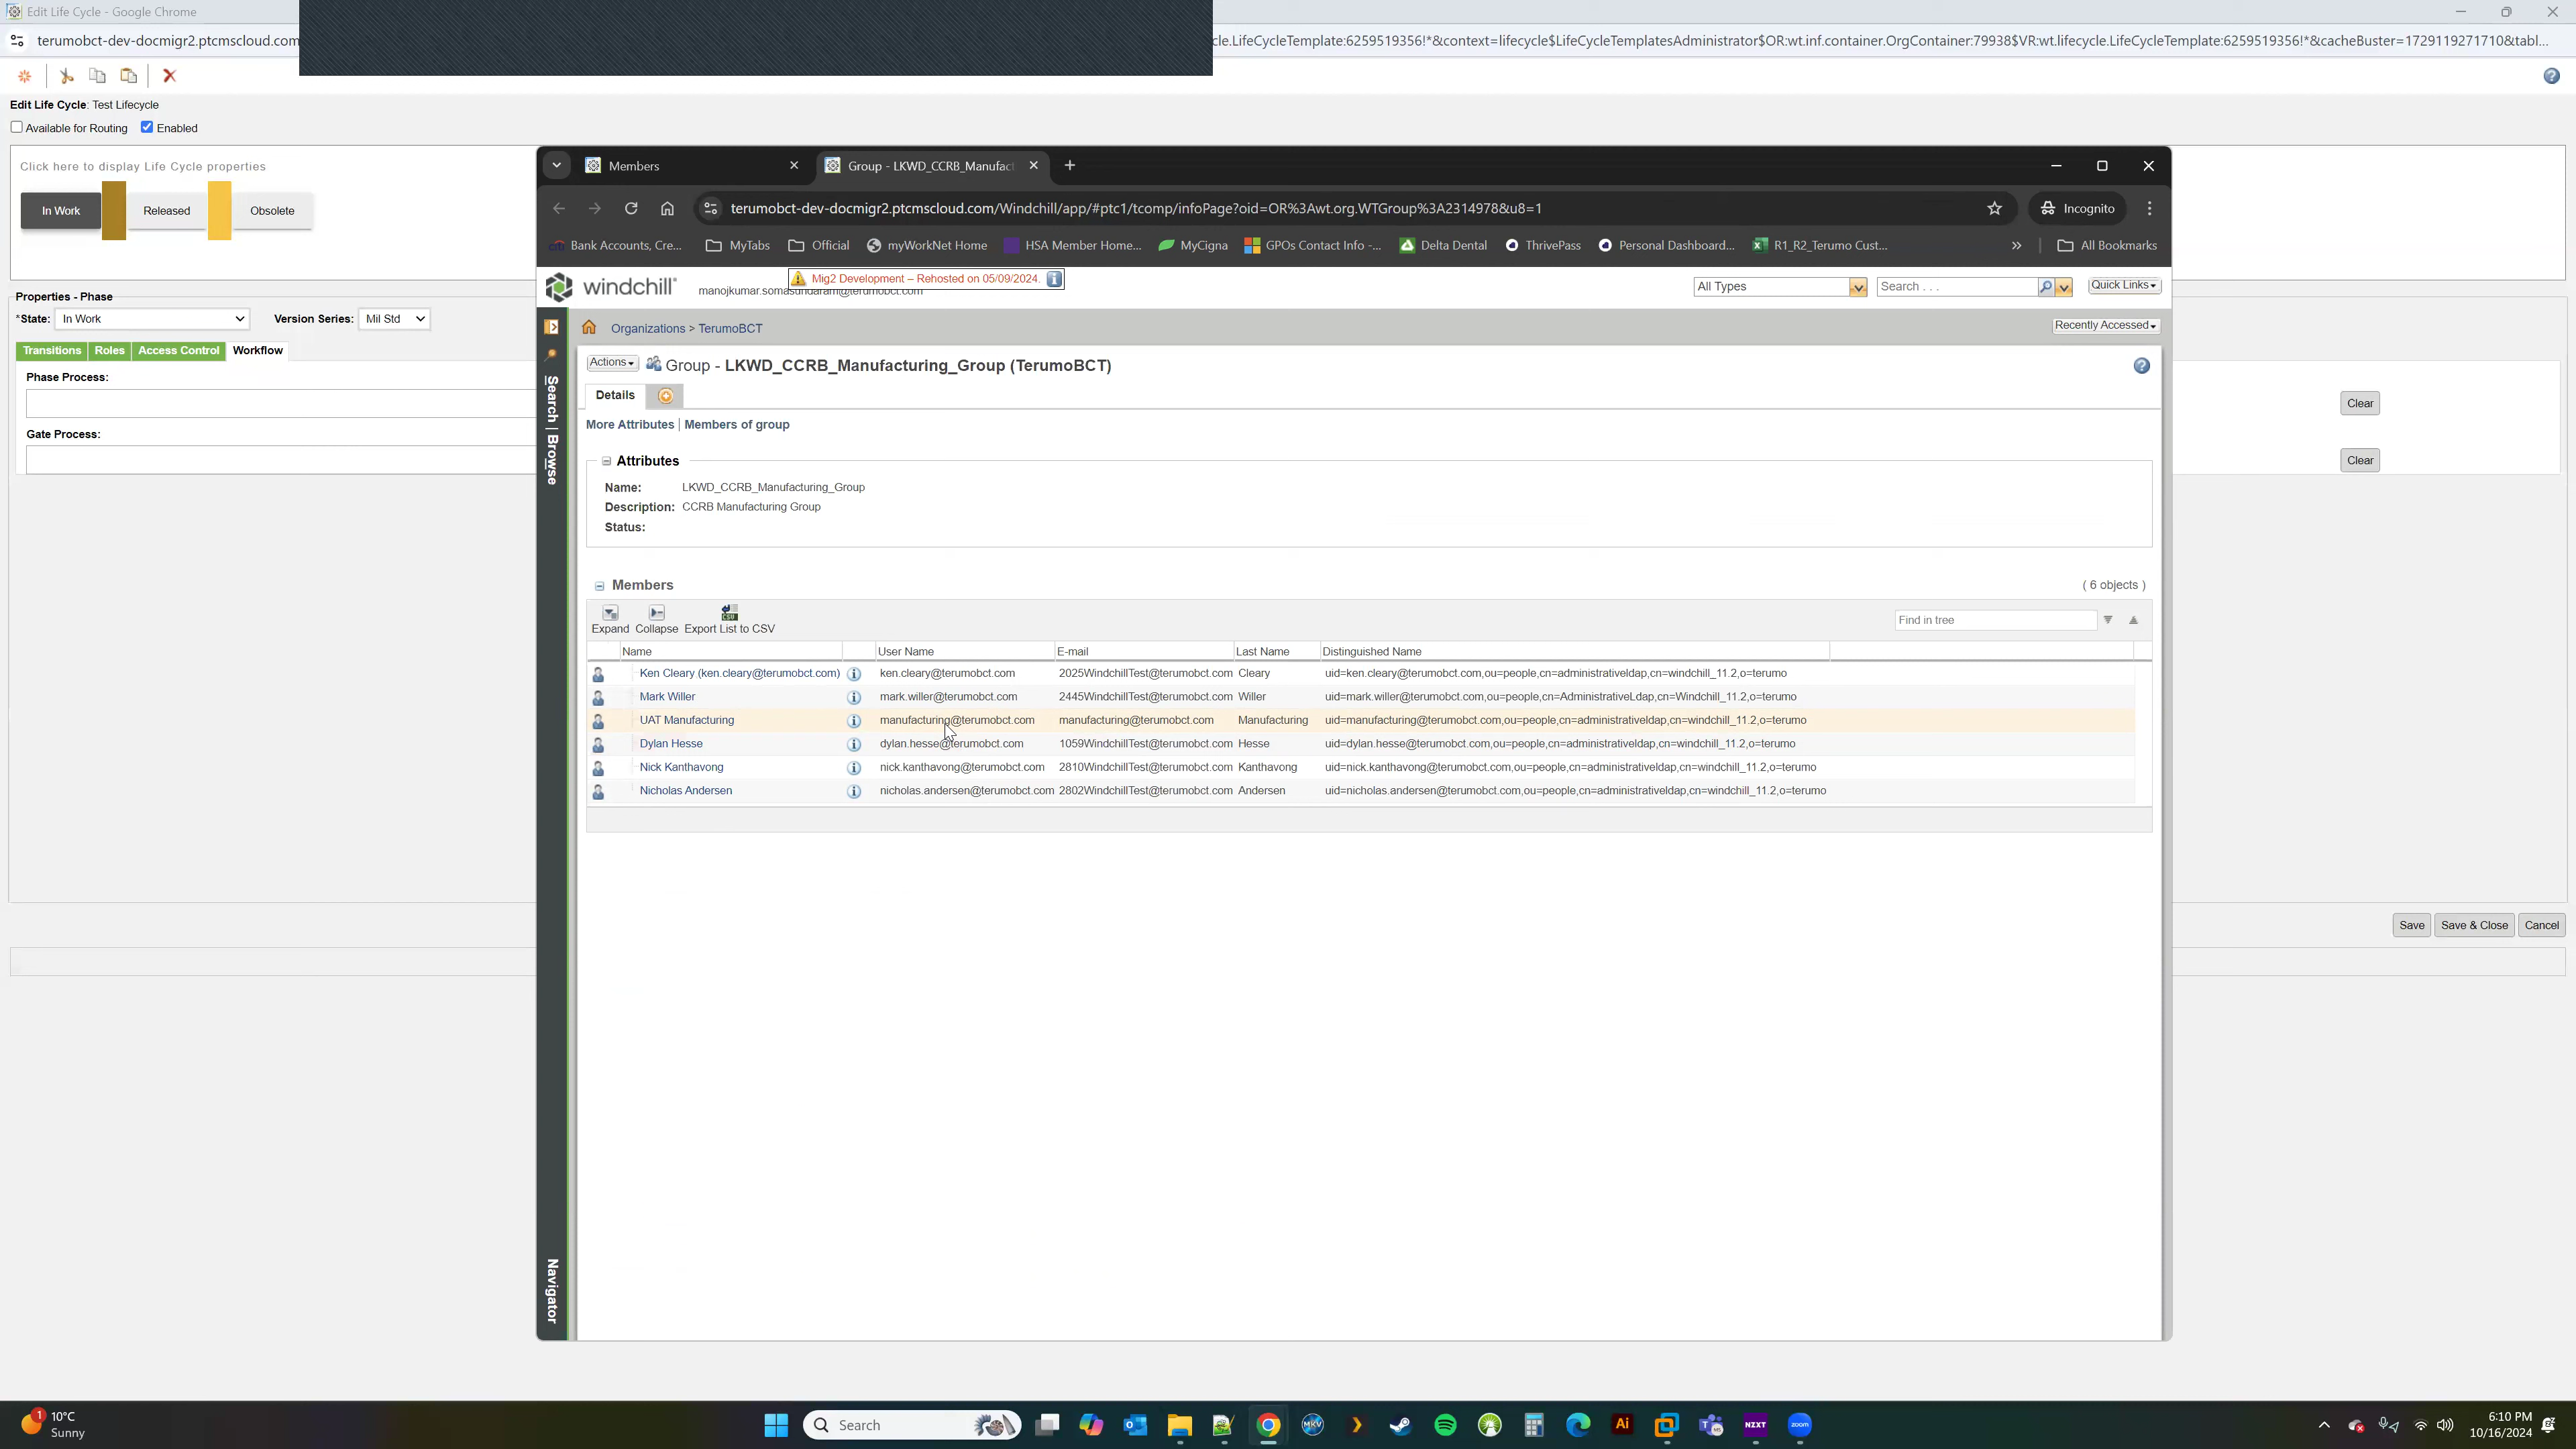 Edit Life Cycle - Google Chrome
terumobct-dev-docmigr2.ptcmscloud.com
cle.LifeCycleTemplate:6259519356!*&context=lifecycle$LifeCycleTemplatesAdministrator$OR:wt.inf.container.OrgContainer:79938$VR:wt.lifecycle.LifeCycleTemplate:6259519356!*&cacheBuster=1729119271710&tabl...
Edit Life Cycle: Test Lifecycle
Available for Routing Enabled
Click here to display Life Cycle properties
In Work Released Obsolete
Properties - Phase
*State: In Work Version Series: Mil Std
Transitions Roles Access Control Workflow
Phase Process:
Clear
Gate Process:
Clear
Save Save & Close Cancel
Members Group - LKWD_CCRB_Manufact
terumobct-dev-docmigr2.ptcmscloud.com/Windchill/app/#ptc1/tcomp/infoPage?oid=OR%3Awt.org.WTGroup%3A2314978&u8=1
Incognito
citi Bank Accounts, Cre... MyTabs Official myWorkNet Home HSA Member Home... MyCigna GPOs Contact Info -... Delta Dental ThrivePass Personal Dashboard... R1_R2_Terumo Cust... » All Bookmarks
windchill
Mig2 Development – Rehosted on 05/09/2024.
manojkumar.somasundaram@terumobct.com
All Types Search . . . Quick Links
Organizations > TerumoBCT
Recently Accessed
Search | Browse
Navigator
Actions Group - LKWD_CCRB_Manufacturing_Group (TerumoBCT)
Details
More Attributes | Members of group
Attributes
Name: LKWD_CCRB_Manufacturing_Group
Description: CCRB Manufacturing Group
Status:
Members ( 6 objects )
Expand Collapse Export List to CSV
Find in tree
Name User Name E-mail Last Name Distinguished Name
Ken Cleary (ken.cleary@terumobct.com) ken.cleary@terumobct.com 2025WindchillTest@terumobct.com Cleary uid=ken.cleary@terumobct.com,ou=people,cn=administrativeldap,cn=windchill_11.2,o=terumo
Mark Willer mark.willer@terumobct.com 2445WindchillTest@terumobct.com Willer uid=mark.willer@terumobct.com,ou=people,cn=AdministrativeLdap,cn=Windchill_11.2,o=terumo
UAT Manufacturing manufacturing@terumobct.com manufacturing@terumobct.com Manufacturing uid=manufacturing@terumobct.com,ou=people,cn=administrativeldap,cn=windchill_11.2,o=terumo
Dylan Hesse dylan.hesse@terumobct.com 1059WindchillTest@terumobct.com Hesse uid=dylan.hesse@terumobct.com,ou=people,cn=administrativeldap,cn=windchill_11.2,o=terumo
Nick Kanthavong nick.kanthavong@terumobct.com 2810WindchillTest@terumobct.com Kanthavong uid=nick.kanthavong@terumobct.com,ou=people,cn=administrativeldap,cn=windchill_11.2,o=terumo
Nicholas Andersen nicholas.andersen@terumobct.com 2802WindchillTest@terumobct.com Andersen uid=nicholas.andersen@terumobct.com,ou=people,cn=administrativeldap,cn=windchill_11.2,o=terumo
1
10°C
Sunny
Search
MKV
Ai
NZXT
zoom
6:10 PM
10/16/2024